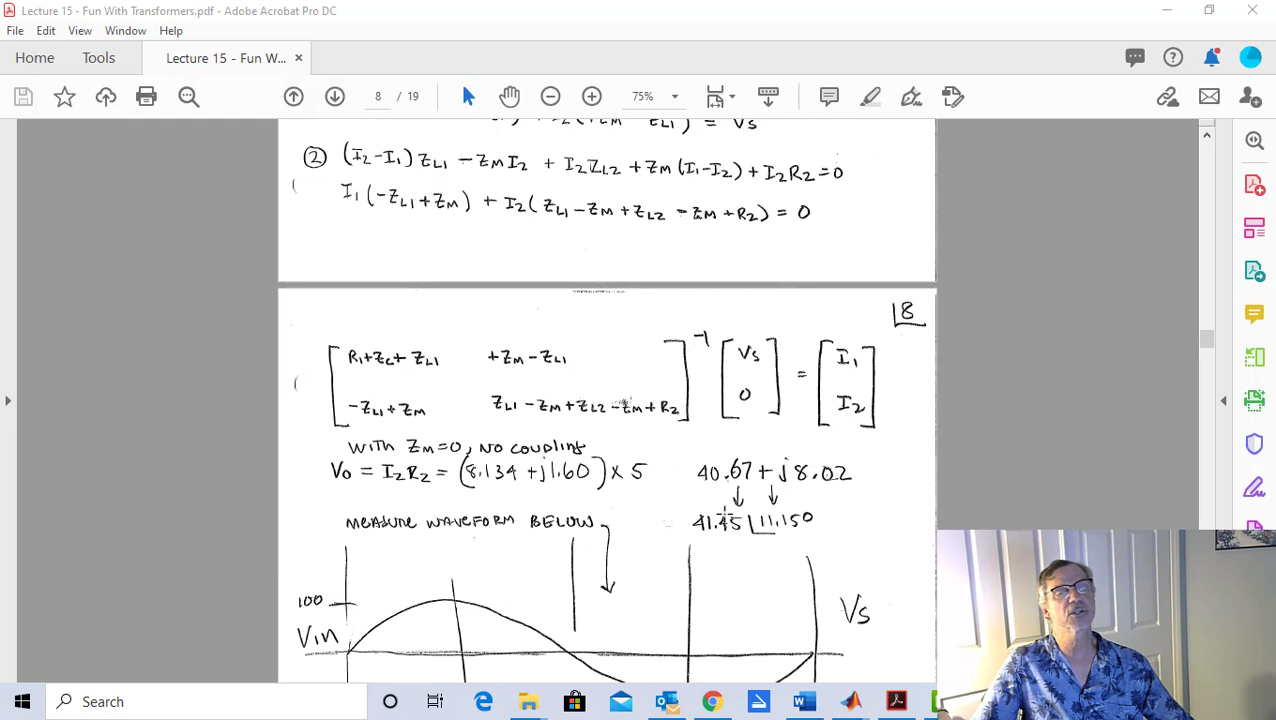 Lecture 15 - Fun With Transformers.pdf - Adobe Acrobat Pro DC
File Edit View Window Help
Home Tools Lecture 15 - Fun W... ×
8 / 19 75%
= Vs
② (I2-I1) ZL1 - ZM I2 + I2 ZL2 + ZM (I1-I2) + I2 R2 = 0
I1 (-ZL1+ZM) + I2 ( ZL1 - ZM + ZL2 - ZM + R2 ) = 0
8
R1+Zc+ ZL1 +ZM - ZL1 -1 Vs = I1
-ZL1+ZM ZL1 - ZM + ZL2 - ZM + R2 0 I2
WITH ZM=0, NO COUPLING
Vo = I2R2 = (8.134 + j1.60) x 5 40.67 + j8.02
MEASURE WAVEFORM BELOW 41.45 11.15°
100
Vin Vs
Search